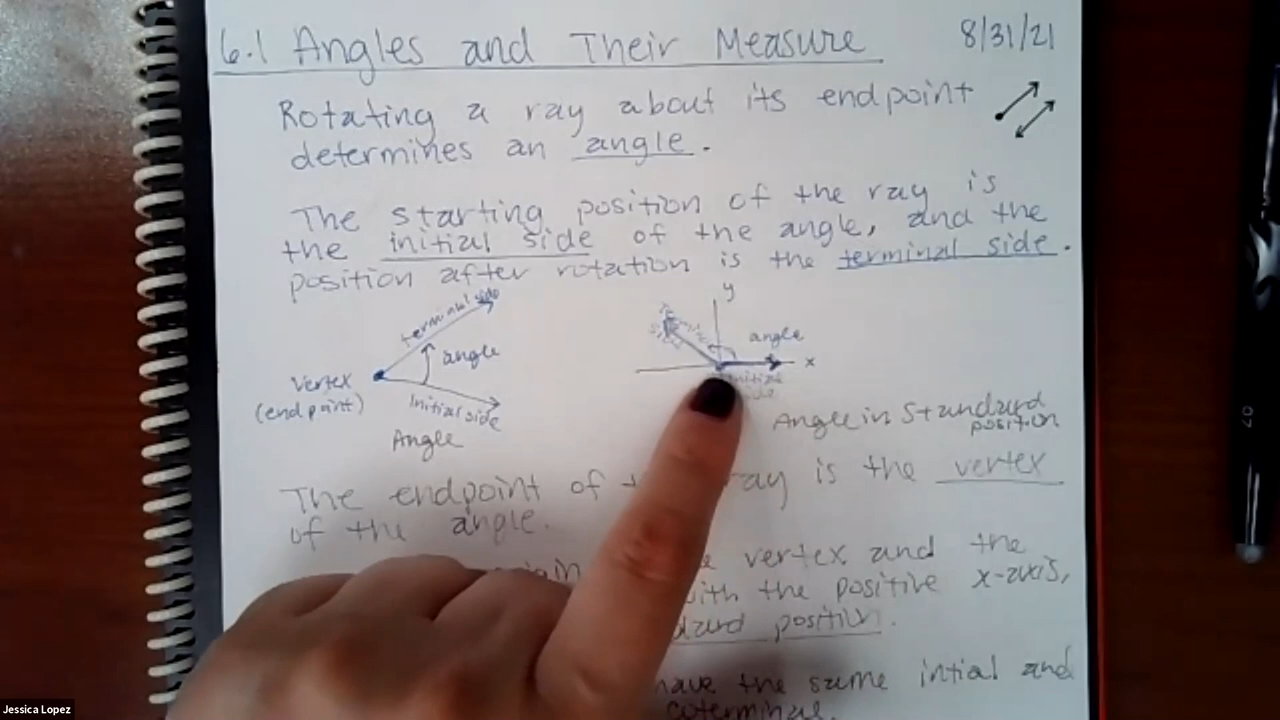 6.1 Angles and Their Measure 8/31/21
Rotating a ray about its endpoint
determines an angle.
The starting position of the ray is
the initial side of the angle, and the
position after rotation is the terminal side.
terminal side
angle
Vertex
(endpoint)
Initial side
Angle
y
angle
x
initial
side
Angle in Standard
position
The endpoint of ray is the vertex
of the angle.
vertex and the
with the positive x-axis,
position.
have the same intial and
coterminal.
Jessica Lopez